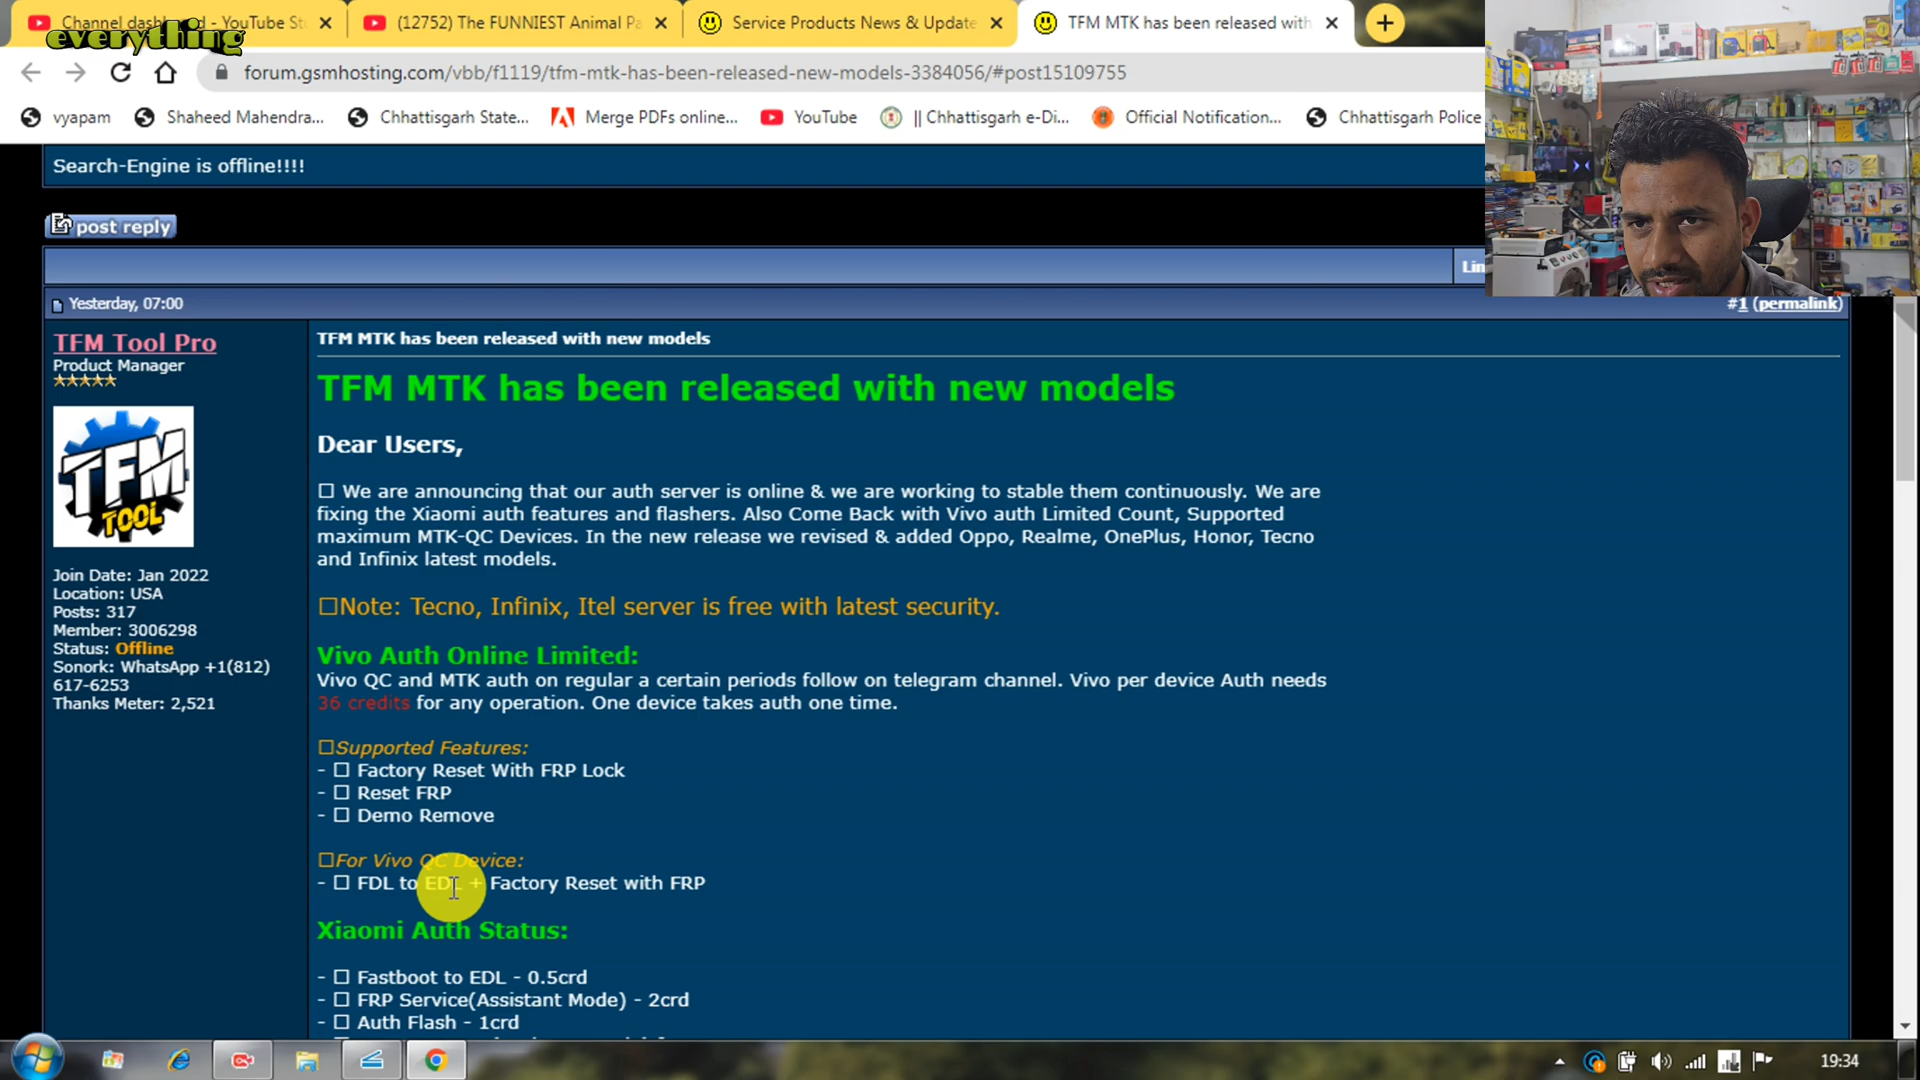 Channel dashb d - YouTube Stu
(12752) The FUNNIEST Animal Pa
Service Products News & Update
TFM MTK has been released with
everything
forum.gsmhosting.com/vbb/f1119/tfm-mtk-has-been-released-new-models-3384056/#post15109755
vyapam
Shaheed Mahendra...
Chhattisgarh State...
Merge PDFs online...
YouTube
|| Chhattisgarh e-Di...
Official Notification...
Chhattisgarh Police
Search-Engine is offline!!!!
post reply
Lin
Yesterday, 07:00
#1 (permalink)
TFM Tool Pro
Product Manager
TFM
TOOL
Join Date: Jan 2022
Location: USA
Posts: 317
Member: 3006298
Status: Offline
Sonork: WhatsApp +1(812)
617-6253
Thanks Meter: 2,521
TFM MTK has been released with new models
TFM MTK has been released with new models
Dear Users,
□ We are announcing that our auth server is online & we are working to stable them continuously. We are
fixing the Xiaomi auth features and flashers. Also Come Back with Vivo auth Limited Count, Supported
maximum MTK-QC Devices. In the new release we revised & added Oppo, Realme, OnePlus, Honor, Tecno
and Infinix latest models.
□Note: Tecno, Infinix, Itel server is free with latest security.
Vivo Auth Online Limited:
Vivo QC and MTK auth on regular a certain periods follow on telegram channel. Vivo per device Auth needs
36 credits for any operation. One device takes auth one time.
□Supported Features:
- □ Factory Reset With FRP Lock
- □ Reset FRP
- □ Demo Remove
□For Vivo QC Device:
- □ FDL to EDL + Factory Reset with FRP
Xiaomi Auth Status:
- □ Fastboot to EDL - 0.5crd
- □ FRP Service(Assistant Mode) - 2crd
- □ Auth Flash - 1crd
19:34